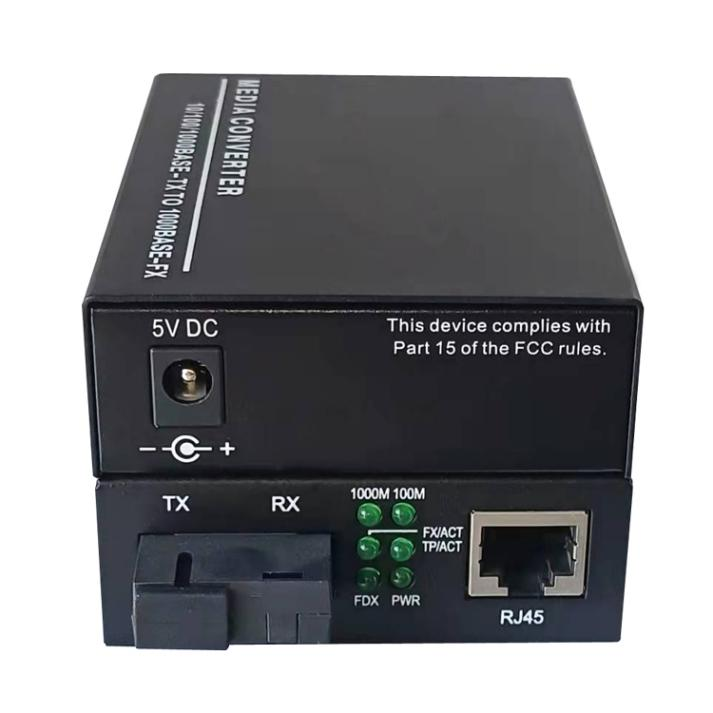 MEDIA CONVERTER
10/100/1000BASE-TX TO 1000BASE-FX
5V DC
This device complies with
Part 15 of the FCC rules.
- +
TX RX
1000M 100M
FX/ACT
TP/ACT
FDX PWR
RJ45